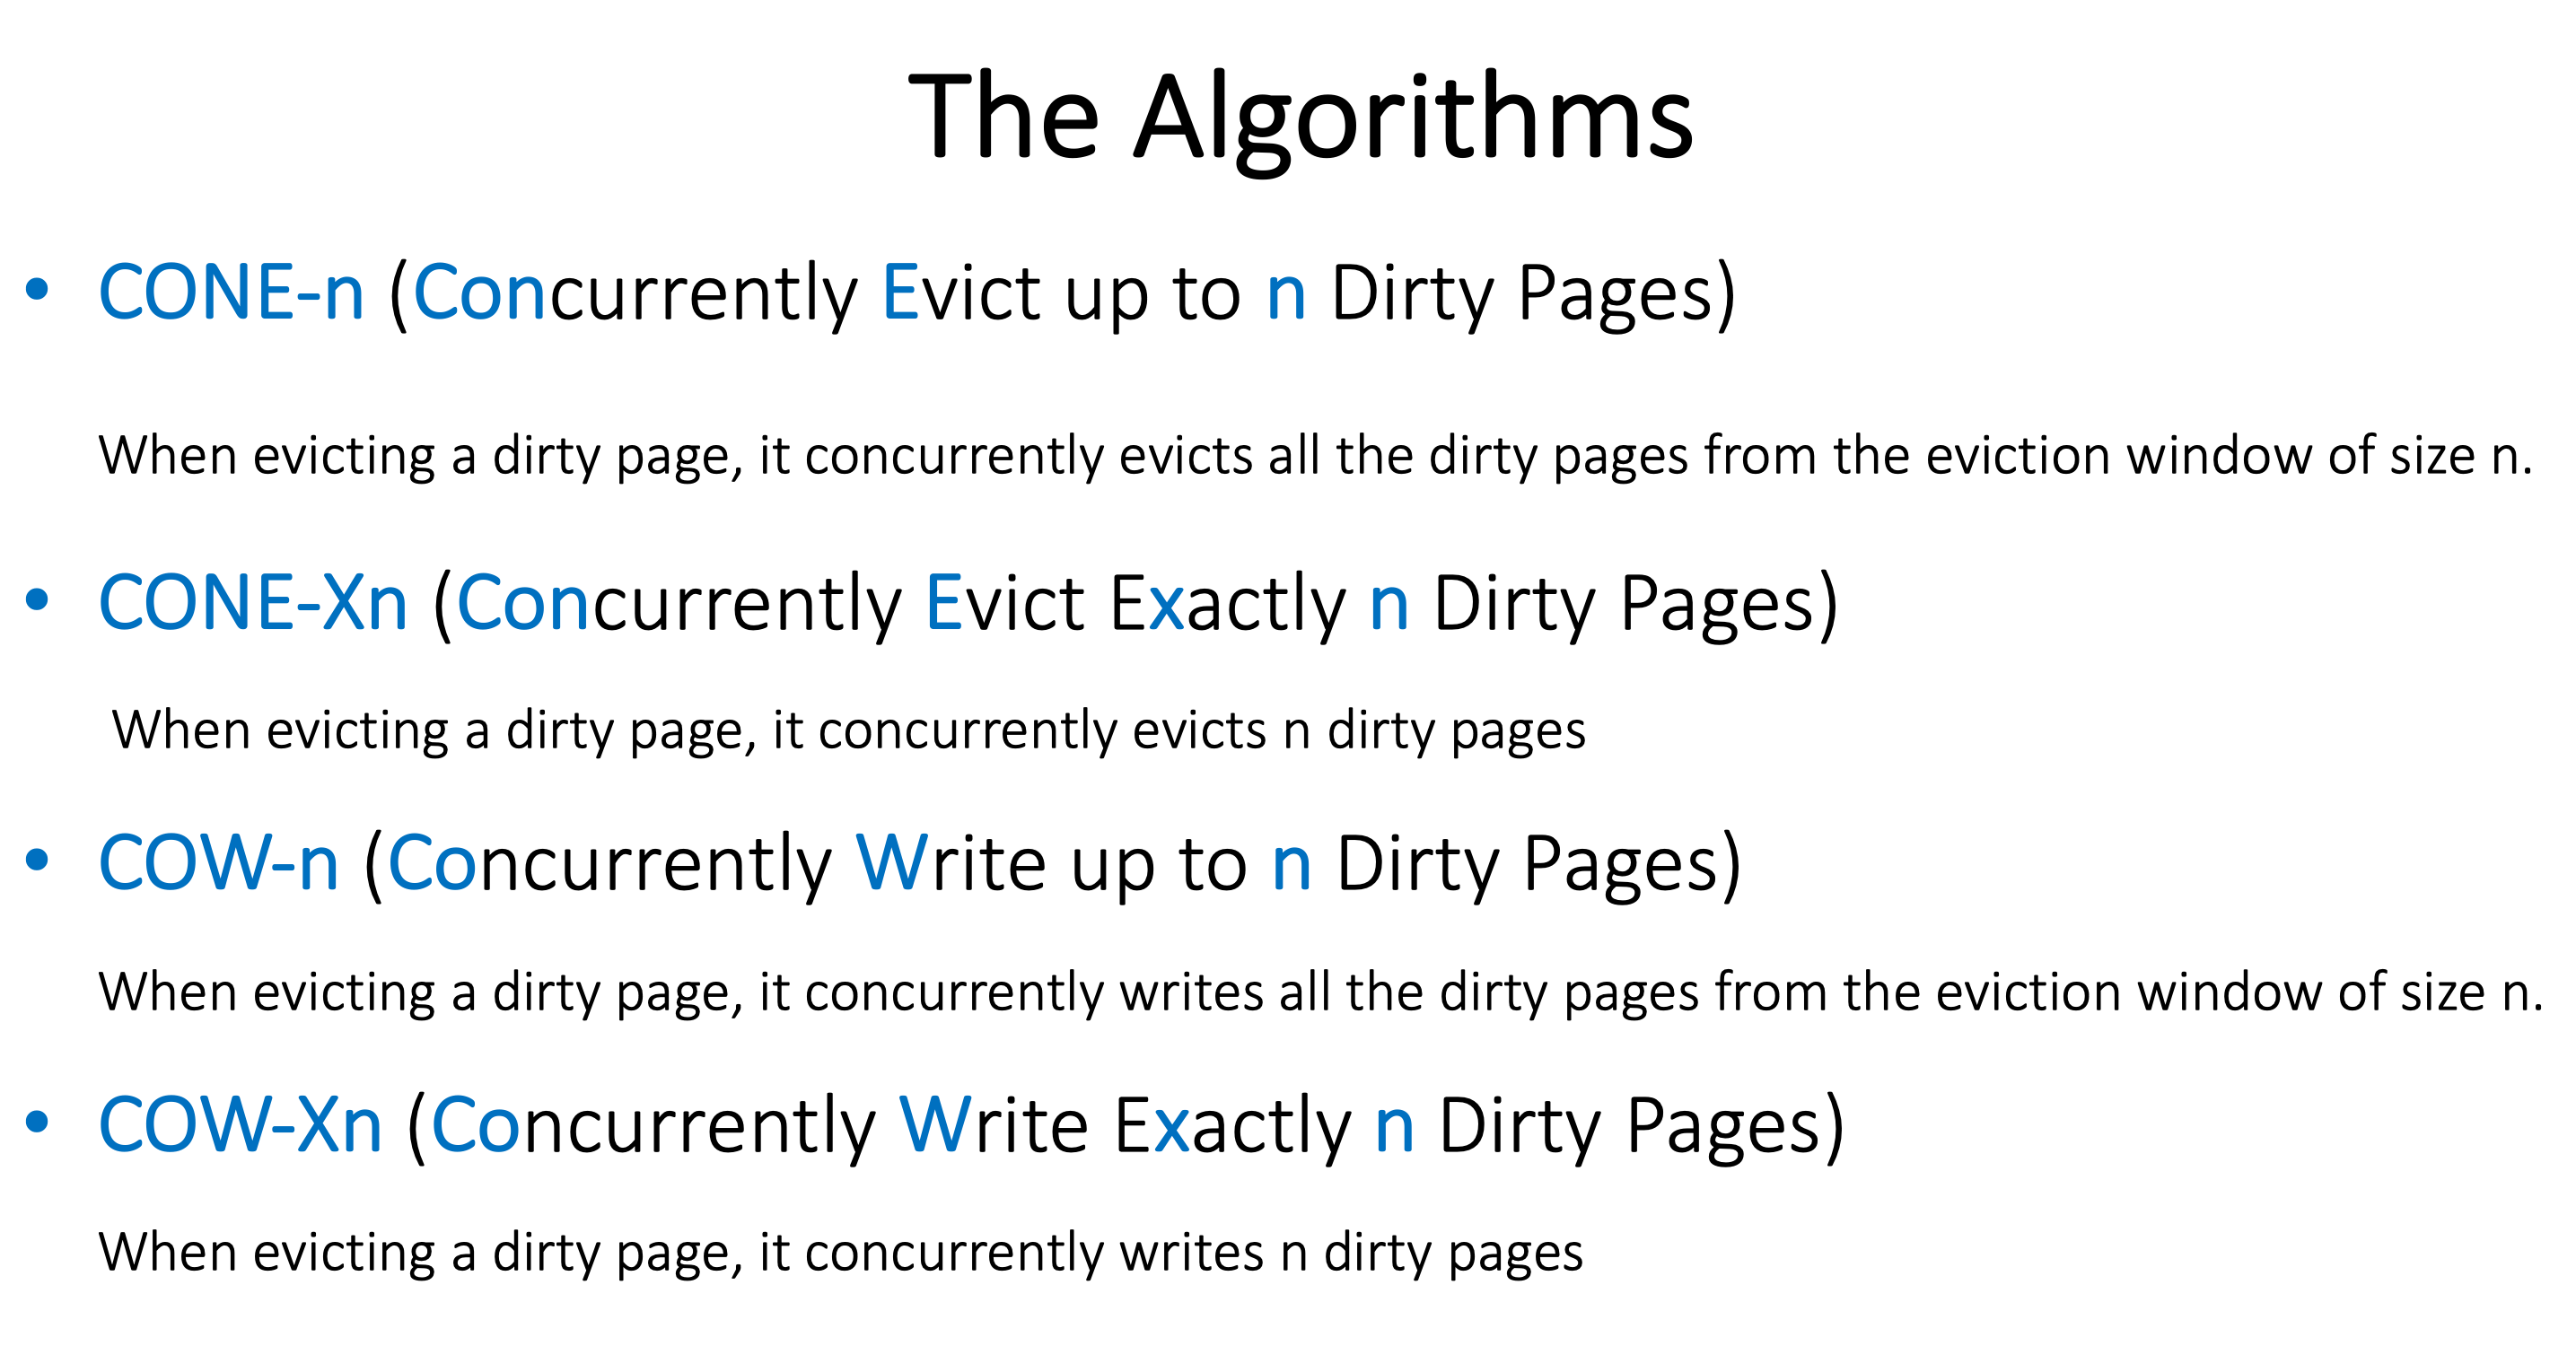 The Algorithms
• CONE-n (Concurrently Evict up to n Dirty Pages)
When evicting a dirty page, it concurrently evicts all the dirty pages from the eviction window of size n.
• CONE-Xn (Concurrently Evict Exactly n Dirty Pages)
When evicting a dirty page, it concurrently evicts n dirty pages
• COW-n (Concurrently Write up to n Dirty Pages)
When evicting a dirty page, it concurrently writes all the dirty pages from the eviction window of size n.
• COW-Xn (Concurrently Write Exactly n Dirty Pages)
When evicting a dirty page, it concurrently writes n dirty pages